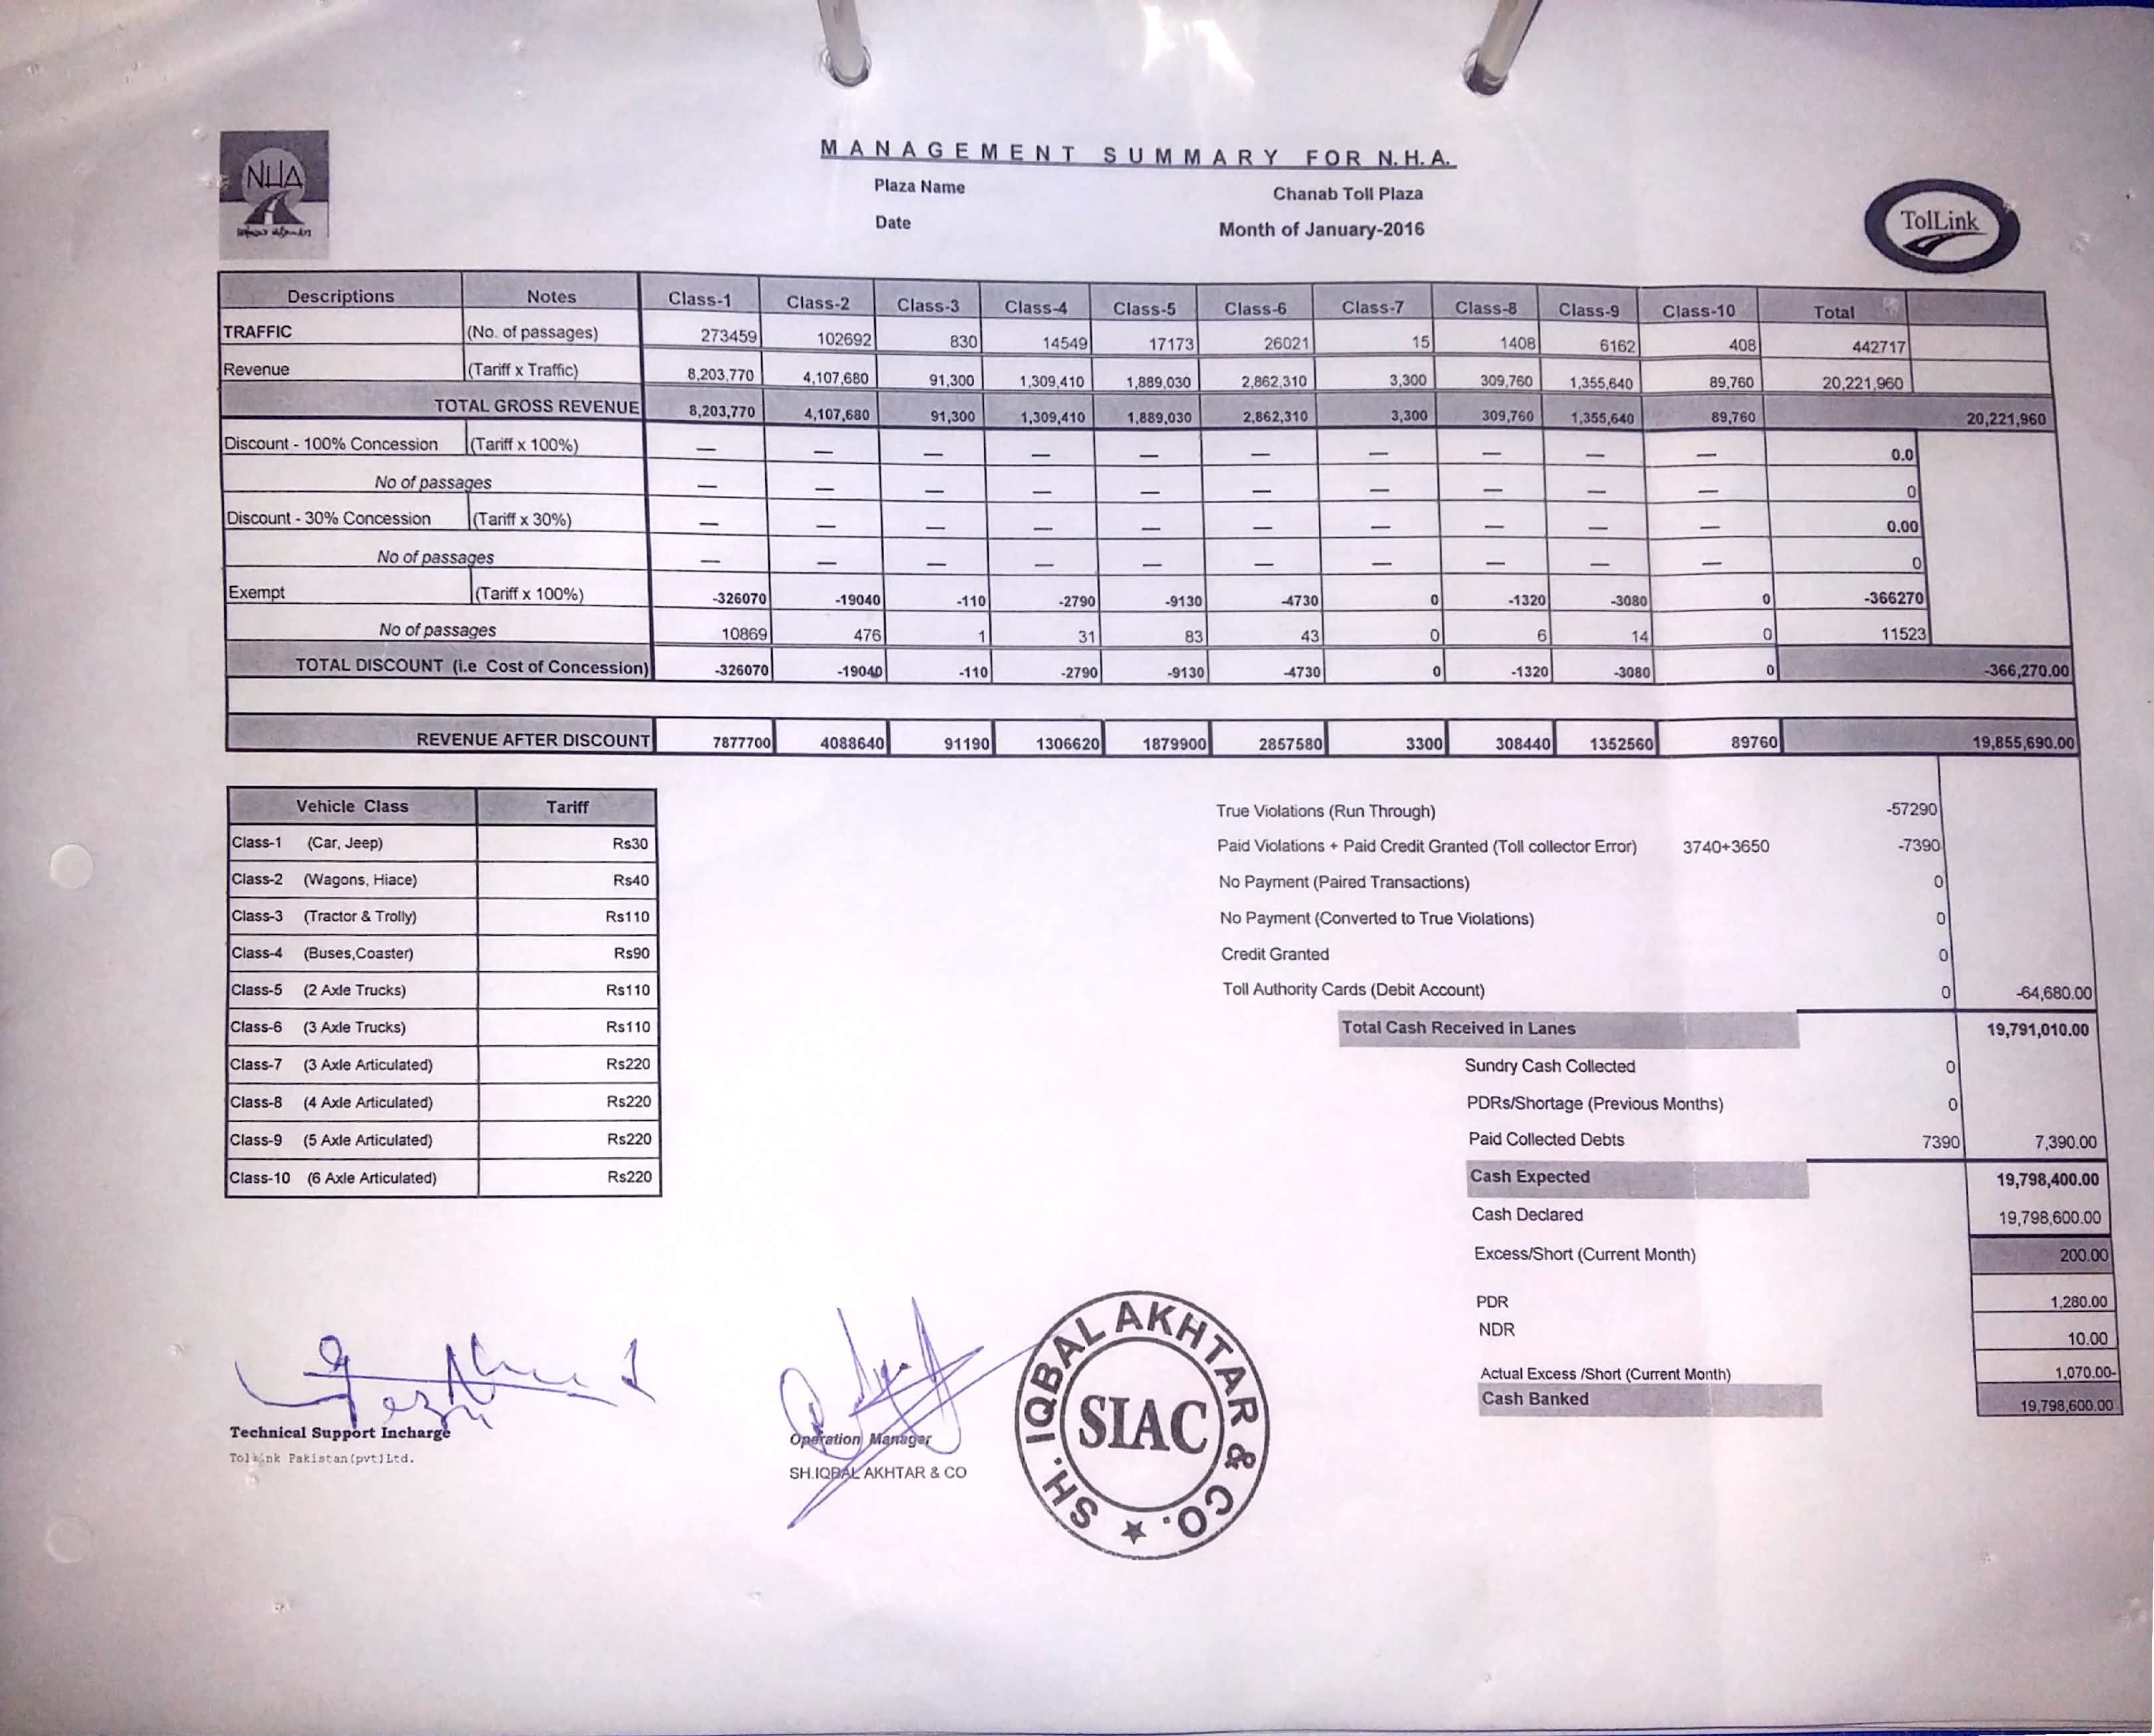 NHA
MANAGEMENT SUMMARY FOR N.H.A.
Plaza Name Chanab Toll Plaza
Date Month of January-2016
TolLink
Descriptions Notes Class-1 Class-2 Class-3 Class-4 Class-5 Class-6 Class-7 Class-8 Class-9 Class-10 Total
TRAFFIC (No. of passages) 273459 102692 830 14549 17173 26021 15 1408 6162 408 442717
Revenue (Tariff x Traffic) 8,203,770 4,107,680 91,300 1,309,410 1,889,030 2,862,310 3,300 309,760 1,355,640 89,760 20,221,960
TOTAL GROSS REVENUE 8,203,770 4,107,680 91,300 1,309,410 1,889,030 2,862,310 3,300 309,760 1,355,640 89,760 20,221,960
Discount - 100% Concession (Tariff x 100%) — — — — — — — — — — 0.0
No of passages — — — — — — — — — — 0
Discount - 30% Concession (Tariff x 30%) — — — — — — — — — — 0.00
No of passages — — — — — — — — — — 0
Exempt (Tariff x 100%) -326070 -19040 -110 -2790 -9130 -4730 0 -1320 -3080 0 -366270
No of passages 10869 476 1 31 83 43 0 6 14 0 11523
TOTAL DISCOUNT (i.e Cost of Concession) -326070 -19040 -110 -2790 -9130 -4730 0 -1320 -3080 0 -366,270.00
REVENUE AFTER DISCOUNT 7877700 4088640 91190 1306620 1879900 2857580 3300 308440 1352560 89760 19,855,690.00
Vehicle Class Tariff
Class-1 (Car, Jeep) Rs30
Class-2 (Wagons, Hiace) Rs40
Class-3 (Tractor & Trolly) Rs110
Class-4 (Buses,Coaster) Rs90
Class-5 (2 Axle Trucks) Rs110
Class-6 (3 Axle Trucks) Rs110
Class-7 (3 Axle Articulated) Rs220
Class-8 (4 Axle Articulated) Rs220
Class-9 (5 Axle Articulated) Rs220
Class-10 (6 Axle Articulated) Rs220
True Violations (Run Through) -57290
Paid Violations + Paid Credit Granted (Toll collector Error) 3740+3650 -7390
No Payment (Paired Transactions) 0
No Payment (Converted to True Violations) 0
Credit Granted 0
Toll Authority Cards (Debit Account) 0 -64,680.00
Total Cash Received in Lanes 19,791,010.00
Sundry Cash Collected 0
PDRs/Shortage (Previous Months) 0
Paid Collected Debts 7390 7,390.00
Cash Expected 19,798,400.00
Cash Declared 19,798,600.00
Excess/Short (Current Month) 200.00
PDR 1,280.00
NDR 10.00
Actual Excess /Short (Current Month) 1,070.00-
Cash Banked 19,798,600.00
Technical Support Incharge
Tollink Pakistan(pvt)Ltd.
Operation Manager
SH.IQBAL AKHTAR & CO
SH. IQBAL AKHTAR & CO.
SIAC